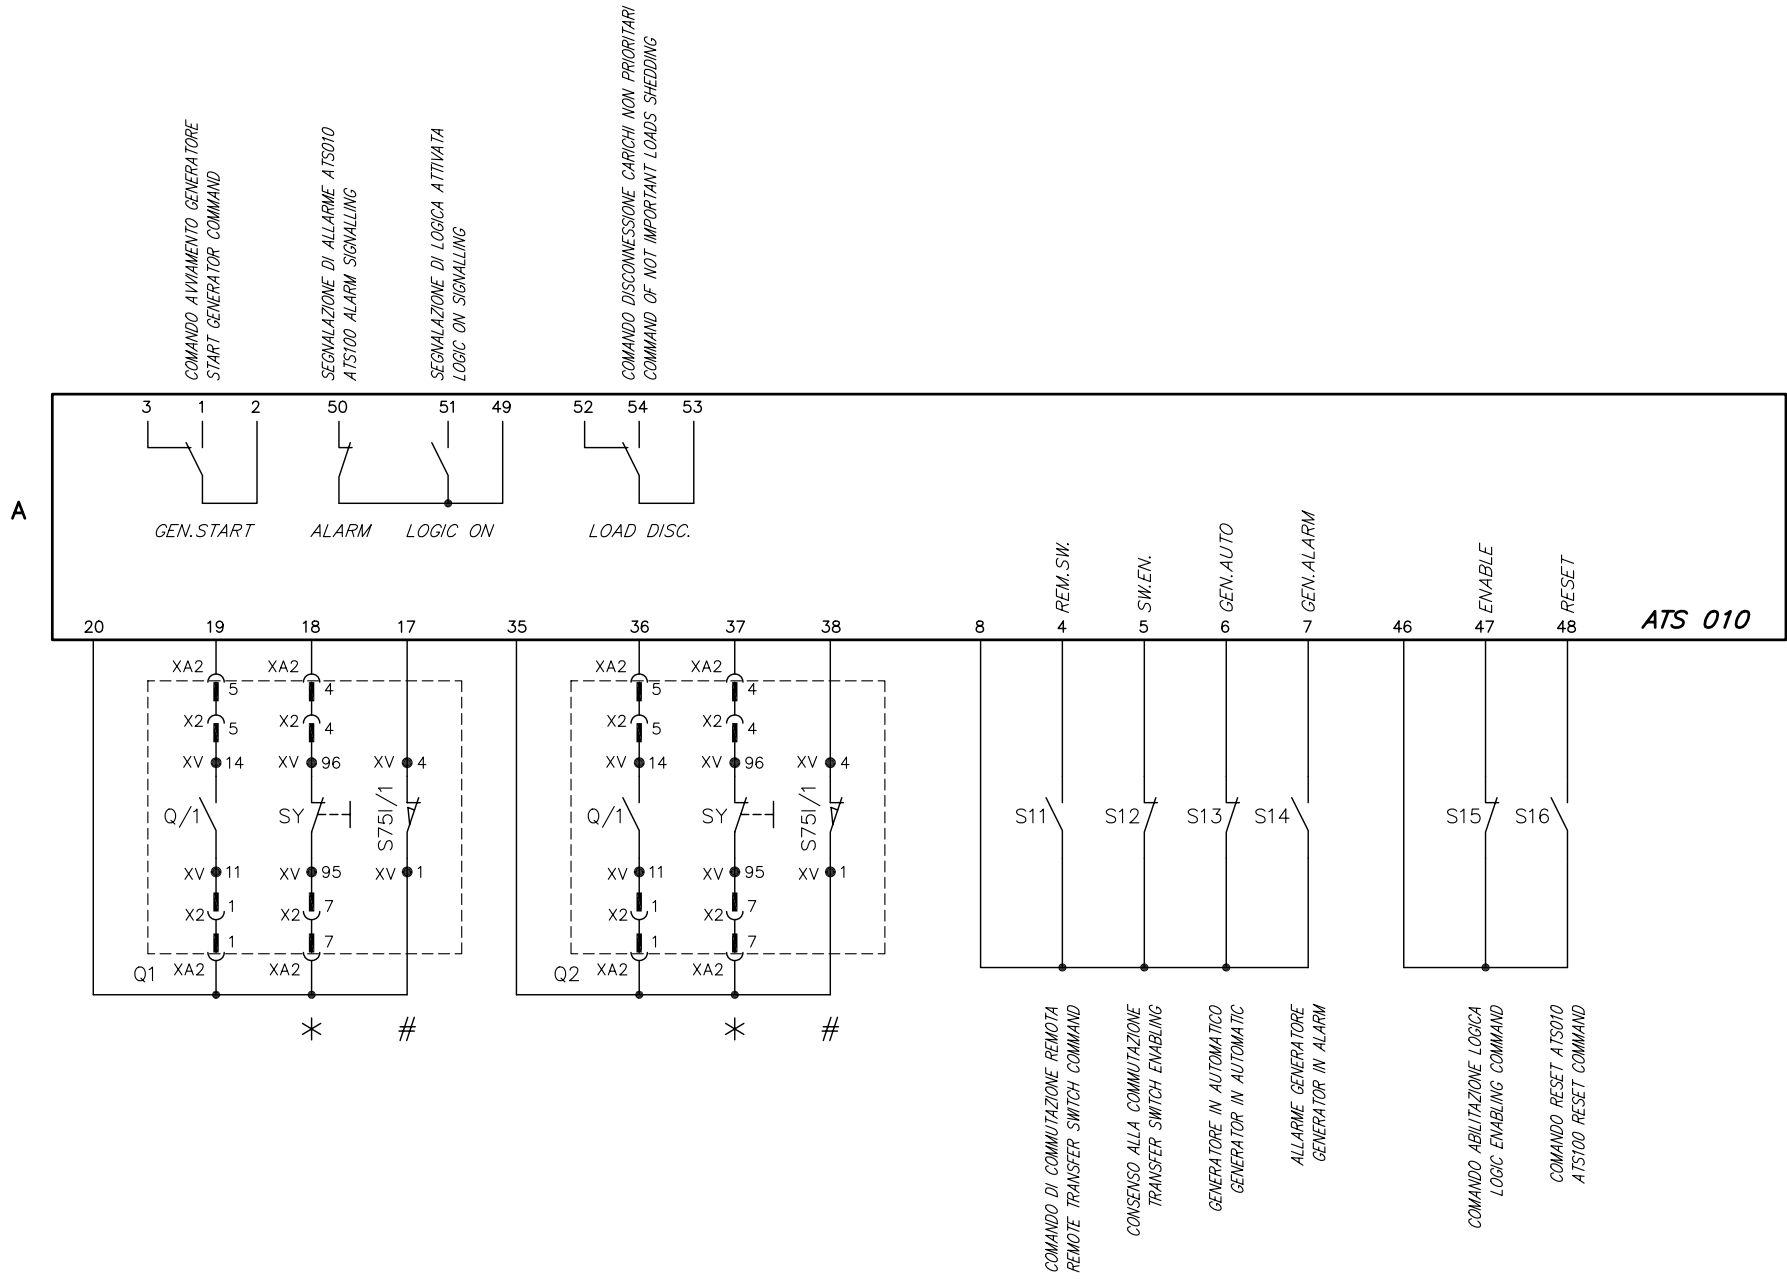 COMANDO AVVIAMENTO GENERATORE
START GENERATOR COMMAND
SEGNALAZIONE DI ALLARME ATS010
ATS100 ALARM SIGNALLING
SEGNALAZIONE DI LOGICA ATTIVATA
LOGIC ON SIGNALLING
COMANDO DISCONNESSIONE CARICHI NON PRIORITARI
COMMAND OF NOT IMPORTANT LOADS SHEDDING
3 1 2 50 51 49 52 54 53
A
GEN.START ALARM LOGIC ON LOAD DISC.
REM.SW.
SW.EN.
GEN.AUTO
GEN.ALARM
ENABLE
RESET
ATS 010
20 19 18 17 35 36 37 38 8 4 5 6 7 46 47 48
XA2 XA2 XA2 XA2
5 4 5 4
X2 X2 X2 X2
5 4 5 4
XV 14 XV 96 XV 4 XV 14 XV 96 XV 4
Q/1 SY S75I/1 Q/1 SY S75I/1 S11 S12 S13 S14 S15 S16
XV 11 XV 95 XV 1 XV 11 XV 95 XV 1
1 7 1 7
X2 X2 X2 X2
1 7 1 7
Q1 XA2 XA2 Q2 XA2 XA2
* # * #
COMANDO DI COMMUTAZIONE REMOTA
REMOTE TRANSFER SWITCH COMMAND
CONSENSO ALLA COMMUTAZIONE
TRANSFER SWITCH ENABLING
GENERATORE IN AUTOMATICO
GENERATOR IN AUTOMATIC
ALLARME GENERATORE
GENERATOR IN ALARM
COMANDO ABILITAZIONE LOGICA
LOGIC ENABLING COMMAND
COMANDO RESET ATS010
ATS100 RESET COMMAND